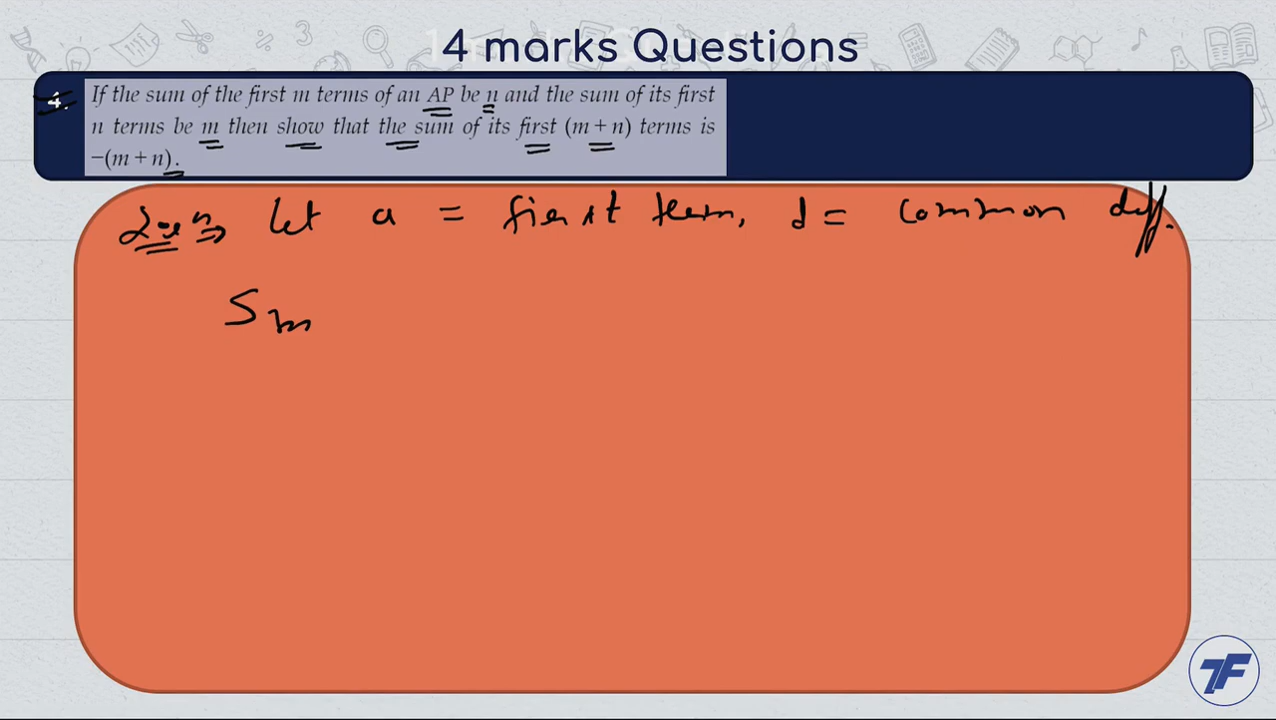 4 marks Questions
4. If the sum of the first m terms of an AP be n and the sum of its first
n terms be m then show that the sum of its first (m + n) terms is
−(m + n).
let a = first term, d = common diff.
Sm